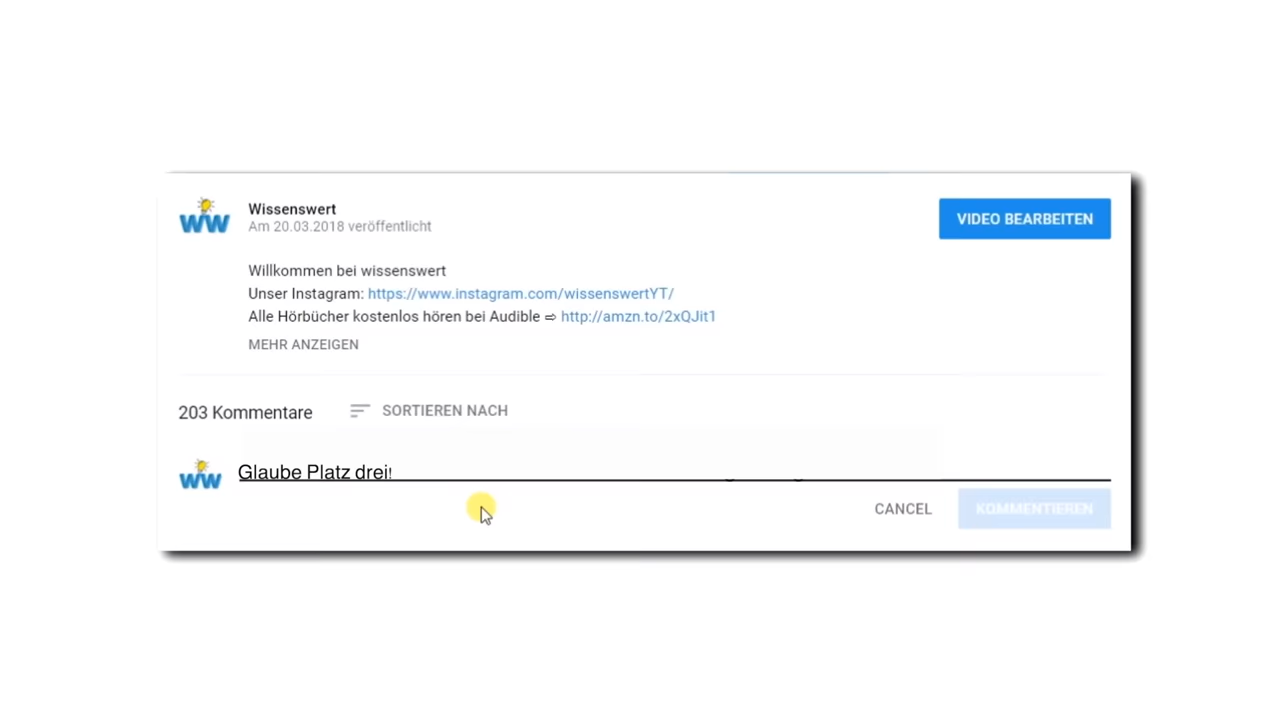 WW
Wissenswert
Am 20.03.2018 veröffentlicht
VIDEO BEARBEITEN
Willkommen bei wissenswert
Unser Instagram: https://www.instagram.com/wissenswertYT/
Alle Hörbücher kostenlos hören bei Audible ⇨ http://amzn.to/2xQJit1
MEHR ANZEIGEN
203 Kommentare
SORTIEREN NACH
WW
Glaube Platz drei!
CANCEL
KOMMENTIEREN